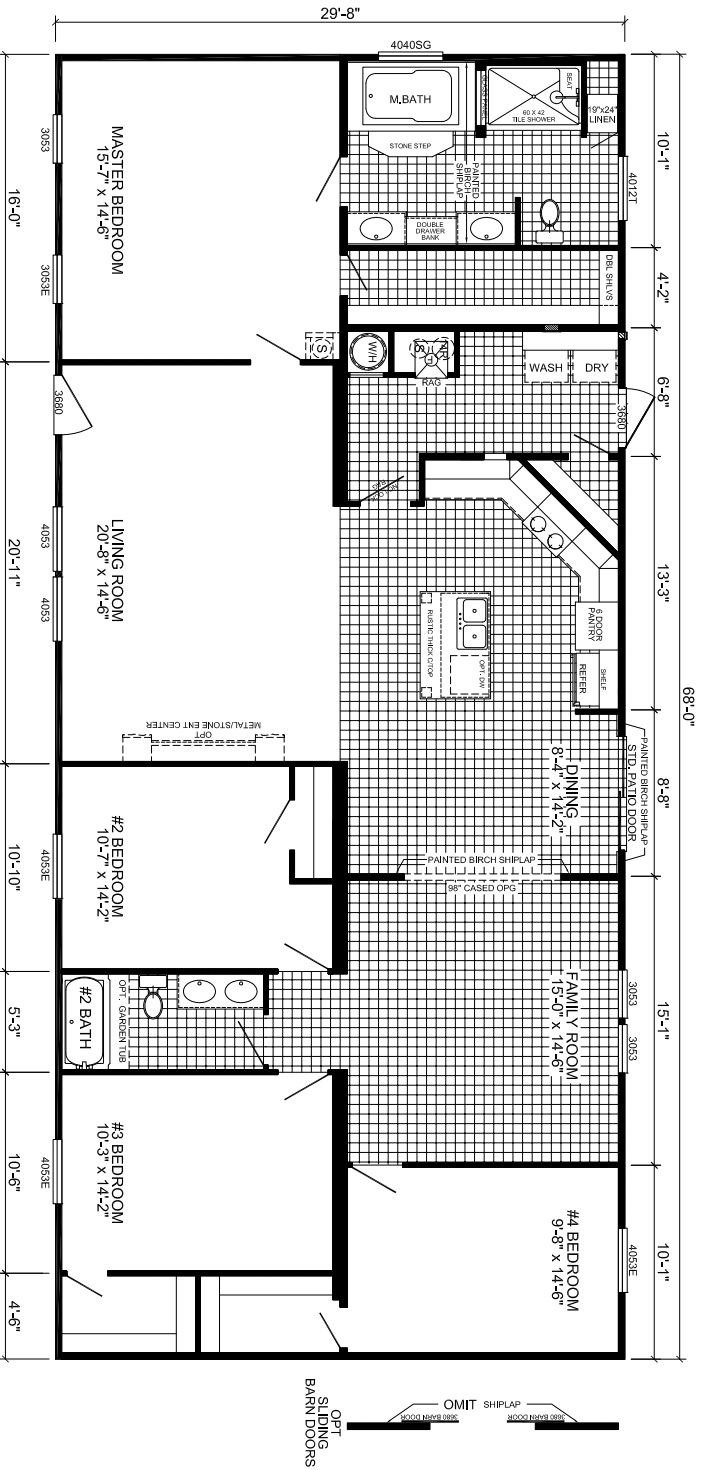 29'-8"
4040SG
10'-1"
4'-2"
6'-8"
13'-3"
8'-8"
15'-1"
10'-1"
68'-0"
16'-0"
20'-11"
10'-10"
5'-3"
10'-6"
4'-6"
3053
3053E
3680
4053
4053
4053E
4053E
4012T
3680
3053
3053
4053E
MASTER BEDROOM
15'-7" x 14'-6"
M.BATH
STONE STEP
GLASS PANEL
SEAT
60 X 42
TILE SHOWER
19"x24"
LINEN
PAINTED
BIRCH
SHIPLAP
DOUBLE
DRAWER
BANK
DBL SHLVS
W/H
RAG
WASH
DRY
LIVING ROOM
20'-8" x 14'-6"
RUSTIC THICK C/TOP
OPT. DW
6 DOOR
PANTRY
SHELF
REFER
OPT
METAL/STONE ENT CENTER
DINING
8'-4" x 14'-2"
PAINTED BIRCH SHIPLAP
STD. PATIO DOOR
PAINTED BIRCH SHIPLAP
98" CASED OPG
#2 BEDROOM
10'-7" x 14'-2"
#2 BATH
OPT. GARDEN TUB
FAMILY ROOM
15'-0" x 14'-6"
#3 BEDROOM
10'-3" x 14'-2"
#4 BEDROOM
9'-8" x 14'-6"
OPT
SLIDING
BARN DOORS
OMIT SHIPLAP
3680 BARN DOOR
3680 BARN DOOR